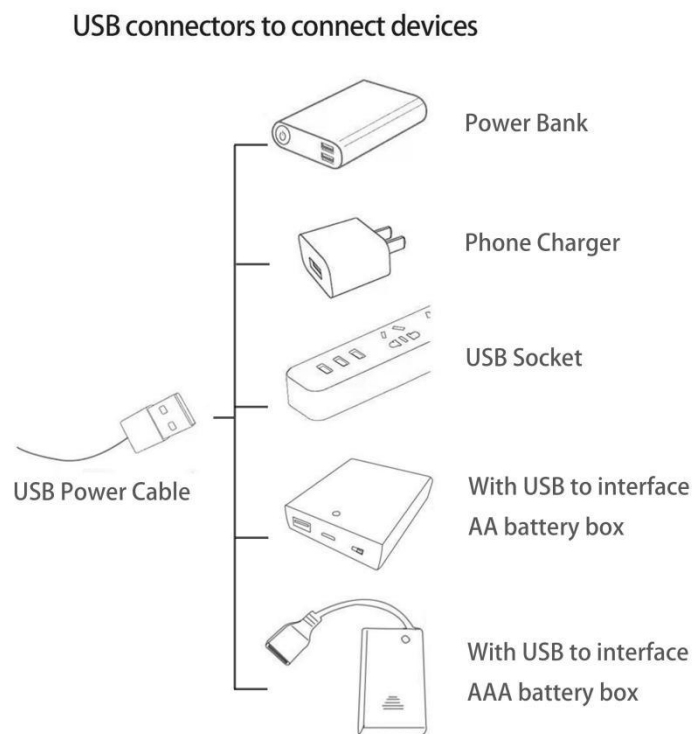 USB connectors to connect devices
Power Bank
Phone Charger
USB Socket
USB Power Cable
With USB to interface
AA battery box
With USB to interface
AAA battery box